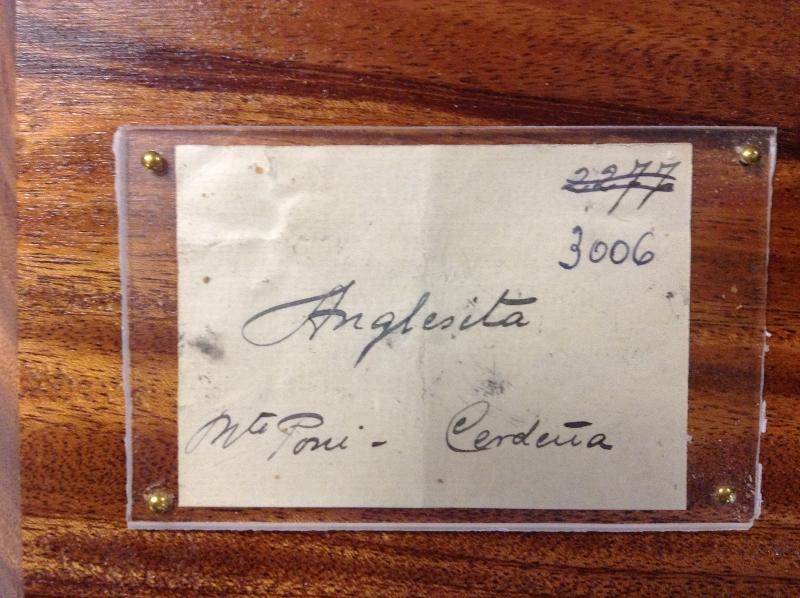 2277
3006
Anglesita
Mte Poni - Cerdeña